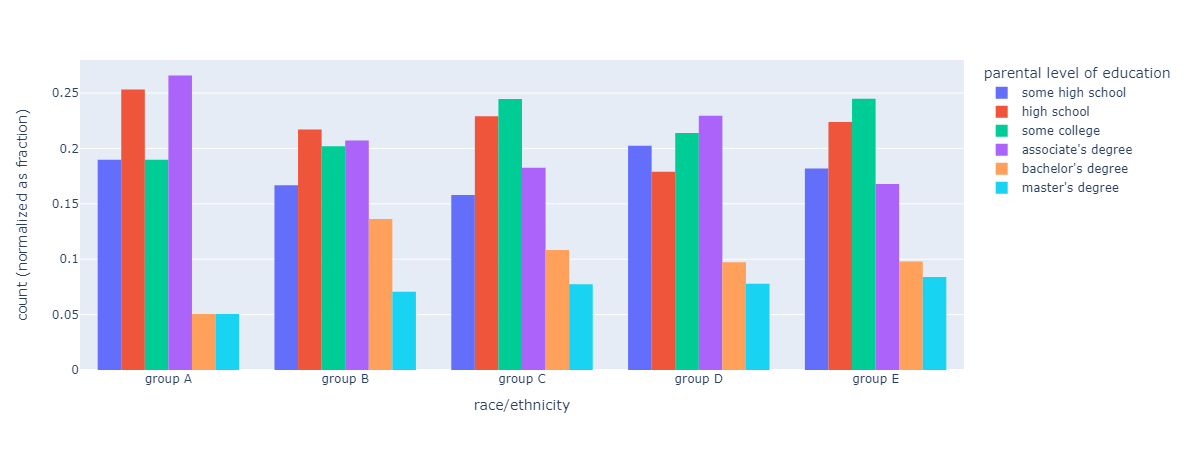 count (normalized as fraction)
0.25
0.2
0.15
0.1
0.05
0
group A
group B
group C
group D
group E
race/ethnicity
parental level of education
some high school
high school
some college
associate's degree
bachelor's degree
master's degree